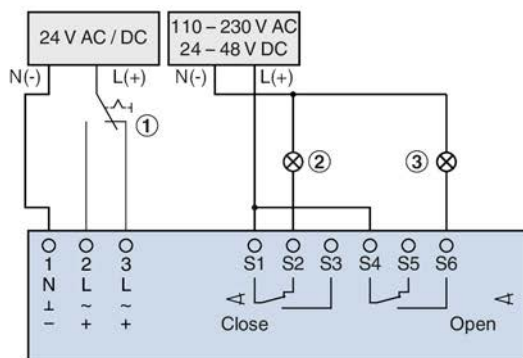 24 V AC / DC
110 – 230 V AC
24 – 48 V DC
N(-) L(+) N(-) L(+)
1
2
3
1 2 3 S1 S2 S3 S4 S5 S6
N L L
⊥ ~ ~
– + +
Close Open